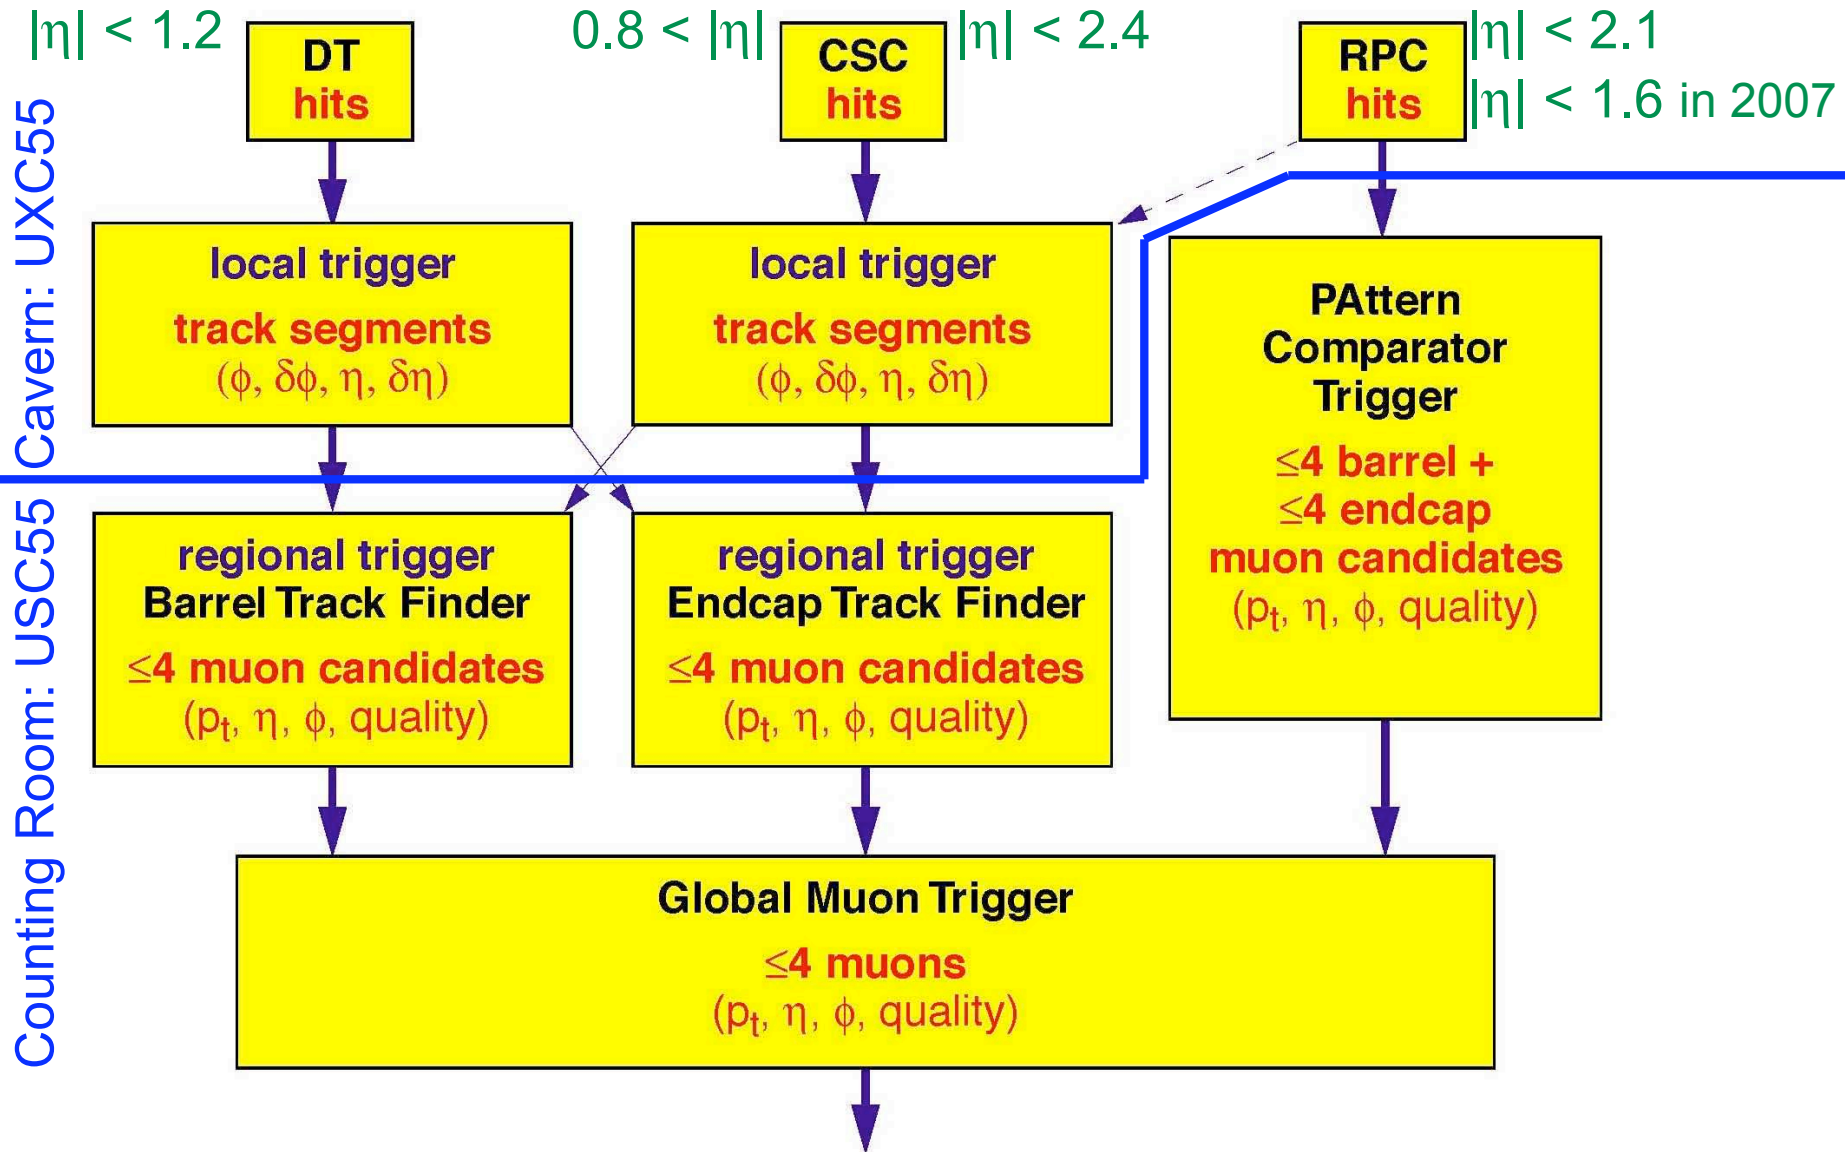 |η| < 1.2
DT
hits
0.8 < |η|
CSC
hits
|η| < 2.4
RPC
hits
|η| < 2.1
|η| < 1.6 in 2007
Cavern: UXC55
local trigger
track segments
(ϕ, δϕ, η, δη)
local trigger
track segments
(ϕ, δϕ, η, δη)
PAttern
Comparator
Trigger
≤4 barrel +
≤4 endcap
muon candidates
(pt, η, ϕ, quality)
Counting Room: USC55
regional trigger
Barrel Track Finder
≤4 muon candidates
(pt, η, ϕ, quality)
regional trigger
Endcap Track Finder
≤4 muon candidates
(pt, η, ϕ, quality)
Global Muon Trigger
≤4 muons
(pt, η, ϕ, quality)